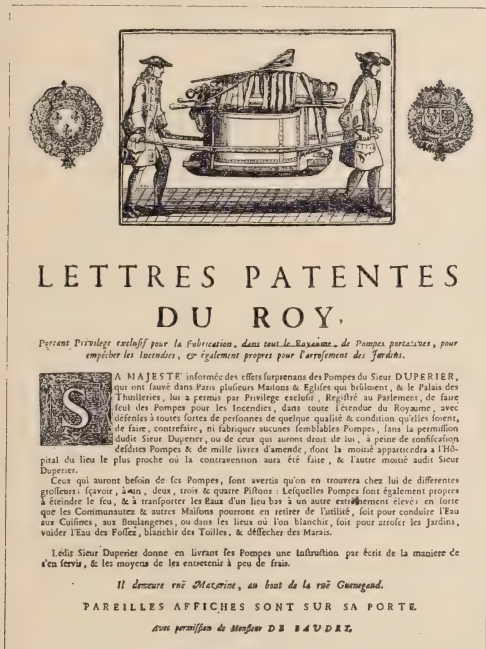 LETTRES PATENTES
DU ROY,
Portant Privilege exclusif pour la Fabrication, dans tout le Royaume, de Pompes portatives, pour
empêcher les Incendies, & également propres pour l'arrosement des Jardins.
SA MAJESTE' informée des effets surprenans des Pompes du Sieur DUPERIER,
qui ont sauvé dans Paris plusieurs Maisons & Eglises qui brûloient, & le Palais des
Thuilleries, lui a permis par Privilege exclusif, Registré au Parlement, de faire
seul des Pompes pour les Incendies, dans toute l'étenduë du Royaume, avec
défenses à toutes sortes de personnes de quelque qualité & condition qu'elles soient,
de faire, contrefaire, ni fabriquer aucunes semblables Pompes, sans la permission
dudit Sieur Duperier, ou de ceux qui auront droit de lui, à peine de confiscation
desdites Pompes & de mille livres d'amende, dont la moitié appartiendra à l'Hô-
pital du lieu le plus proche où la contravention aura été faite, & l'autre moitié audit Sieur
Duperier.
Ceux qui auront besoin de ses Pompes, sont avertis qu'on en trouvera chez lui de differentes
grosseurs; sçavoir, à un, deux, trois & quatre Pistons: Lesquelles Pompes sont également propres
à éteindre le feu, & à transporter les Eaux d'un lieu bas à un autre extrêmement élevé; en sorte
que les Communautez & autres Maisons pourront en retirer de l'utilité, soit pour conduire l'Eau
aux Cuisines, aux Boulangeries, ou dans les lieux où l'on blanchit, soit pour arroser les Jardins,
vuider l'Eau des Fossez, blanchir des Toilles, & déssecher des Marais.
Ledit Sieur Duperier donne en livrant ses Pompes une Instruction par écrit de la maniere de
s'en servir, & les moyens de les entretenir à peu de frais.
Il demeure ruë Mazarine, au bout de la ruë Guenegaud.
PAREILLES AFFICHES SONT SUR SA PORTE.
Avec permission de Monsieur DE BAUDRY.